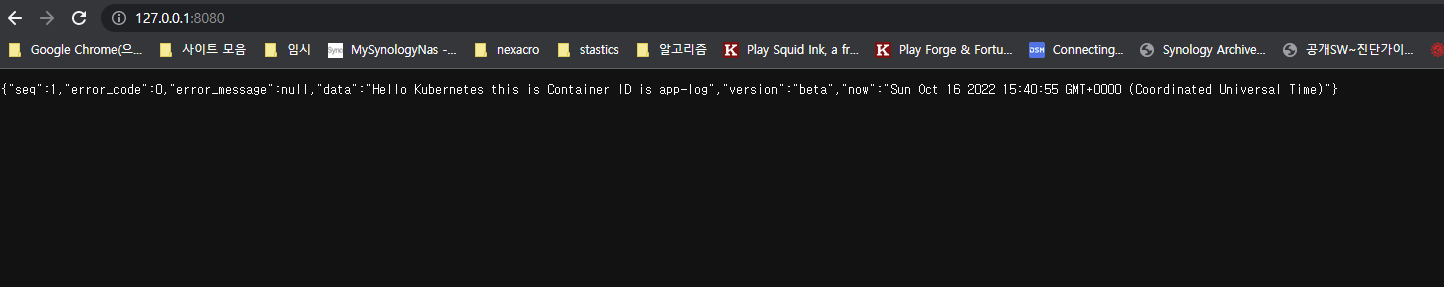 127.0.0.1:8080
Google Chrome(으... 사이트 모음 임시 Syno MySynologyNas -... nexacro stastics 알고리즘 K Play Squid Ink, a fr... K Play Forge & Fortu... DSM Connecting... Synology Archive... 공개SW~진단가이...
{"seq":1,"error_code":0,"error_message":null,"data":"Hello Kubernetes this is Container ID is app-log","version":"beta","now":"Sun Oct 16 2022 15:40:55 GMT+0000 (Coordinated Universal Time)"}